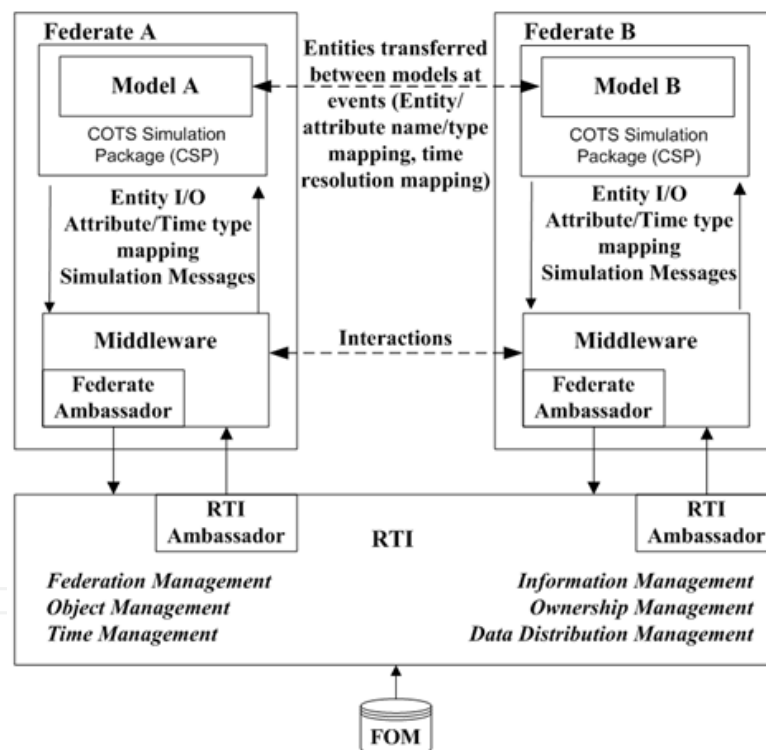 Federate A
Model A
COTS Simulation
Package (CSP)
Entity I/O
Attribute/Time type
mapping
Simulation Messages
Middleware
Federate
Ambassador
Entities transferred
between models at
events (Entity/
attribute name/type
mapping, time
resolution mapping)
Interactions
Federate B
Model B
COTS Simulation
Package (CSP)
Entity I/O
Attribute/Time type
mapping
Simulation Messages
Middleware
Federate
Ambassador
RTI
Ambassador
RTI
RTI
Ambassador
Federation Management
Object Management
Time Management
Information Management
Ownership Management
Data Distribution Management
FOM